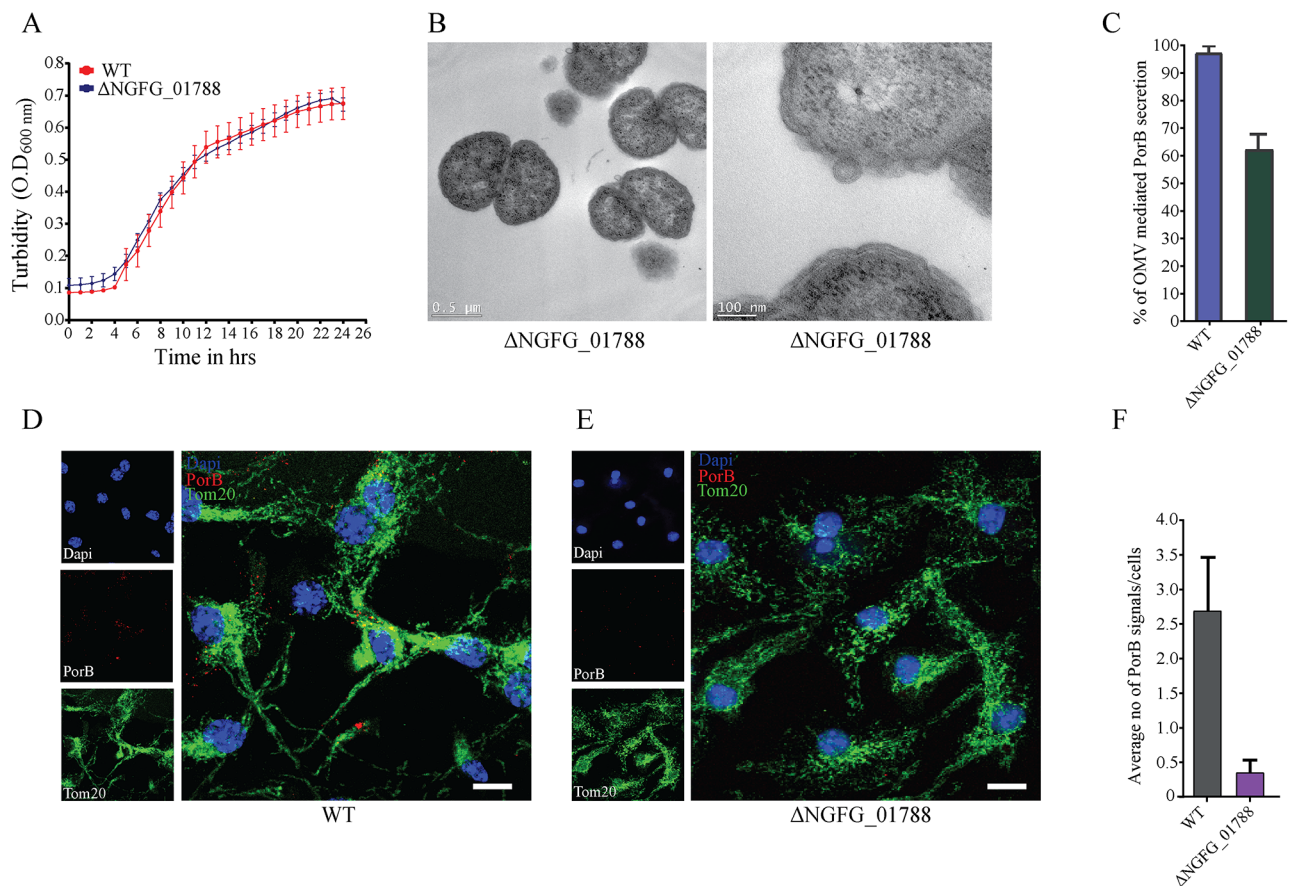 A
Turbidity (O.D600 nm)
0.8
0.7
0.6
0.5
0.4
0.3
0.2
0.1
0.0
WT
ΔNGFG_01788
0 2 4 6 8 10 12 14 16 18 20 22 24 26
Time in hrs
B
0.5 μm
ΔNGFG_01788
100 nm
ΔNGFG_01788
C
% of OMV mediated PorB secretion
100
90
80
70
60
50
40
30
20
10
0
WT
ΔNGFG_01788
D
Dapi
PorB
Tom20
Dapi
PorB
Tom20
WT
E
Dapi
PorB
Tom20
Dapi
PorB
Tom20
ΔNGFG_01788
F
Average no of PorB signals/cells
4.0
3.5
3.0
2.5
2.0
1.5
1.0
0.5
0
WT
ΔNGFG_01788